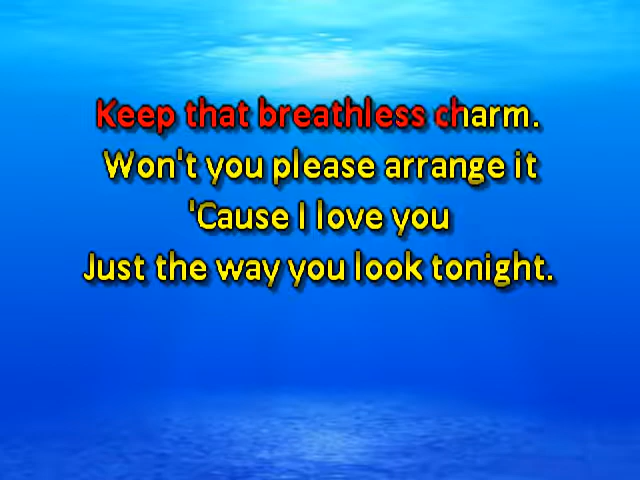 Keep that breathless charm.
Won't you please arrange it
'Cause I love you
Just the way you look tonight.